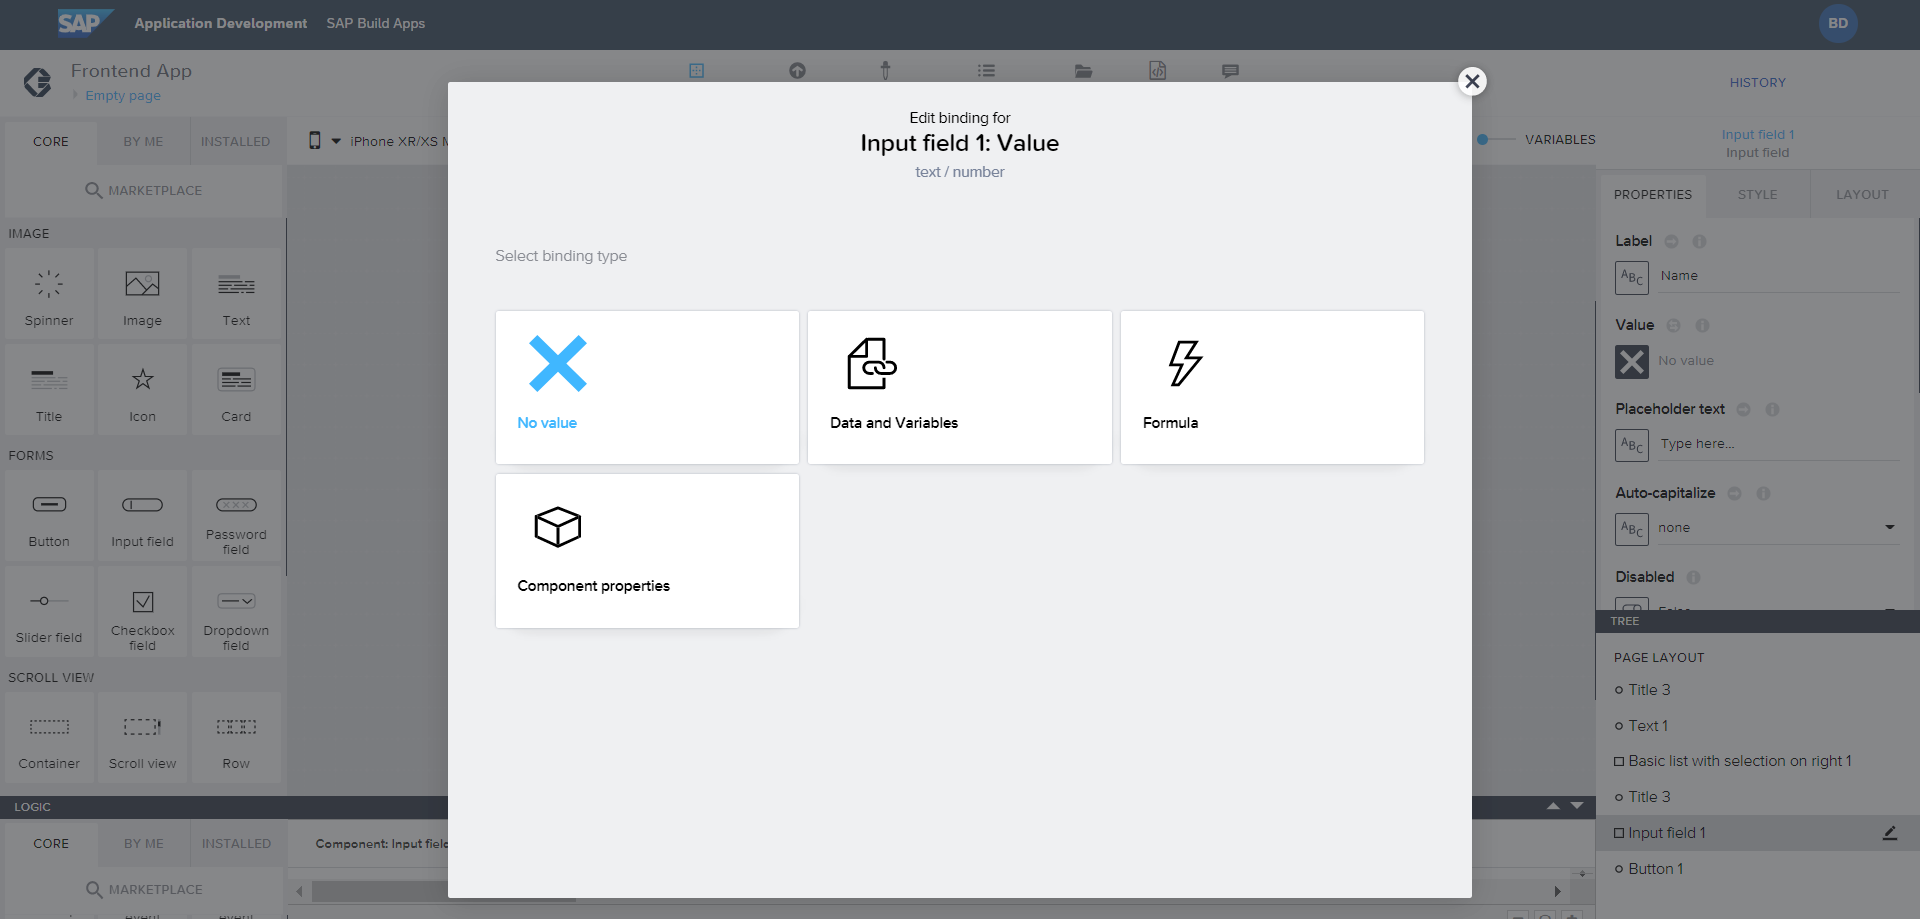 SAP
Application Development
SAP Build Apps
BD
Frontend App
Empty page
HISTORY
CORE
BY ME
INSTALLED
iPhone XR/XS
VARIABLES
Input field 1
Input field
MARKETPLACE
PROPERTIES
STYLE
LAYOUT
Edit binding for
Input field 1: Value
text / number
Select binding type
No value
Data and Variables
Formula
Component properties
IMAGE
Spinner
Image
Text
Title
Icon
Card
FORMS
Button
Input field
Password
field
Slider field
Checkbox
field
Dropdown
field
SCROLL VIEW
Container
Scroll view
Row
LOGIC
CORE
BY ME
INSTALLED
Component: Input field
MARKETPLACE
event
event
Label
ABC
Name
Value
No value
Placeholder text
ABC
Type here...
Auto-capitalize
ABC
none
Disabled
False
TREE
PAGE LAYOUT
Title 3
Text 1
Basic list with selection on right 1
Title 3
Input field 1
Button 1